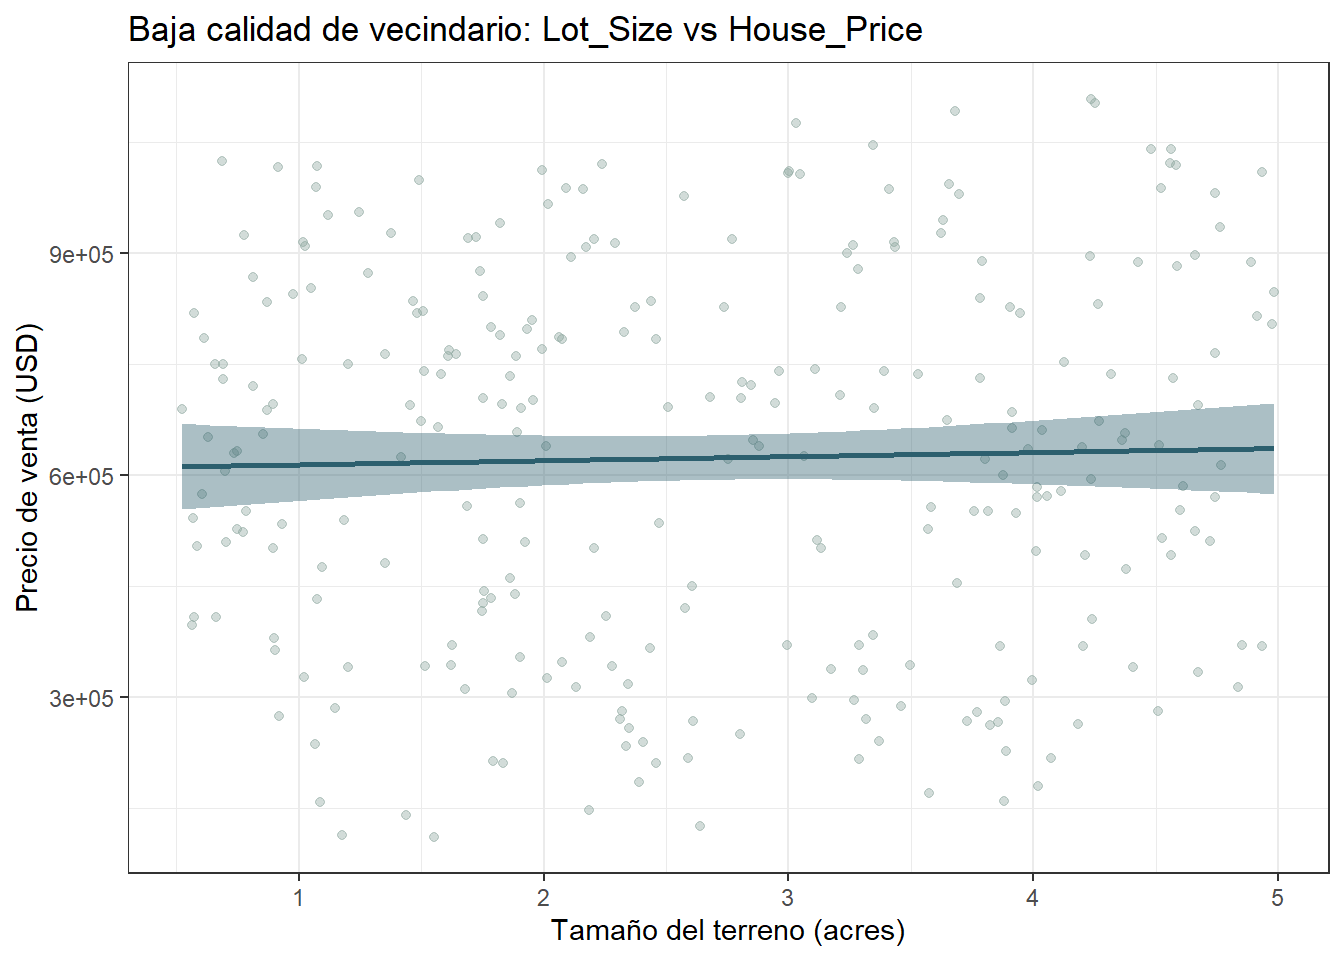 Baja calidad de vecindario: Lot_Size vs House_Price
Precio de venta (USD)
9e+05
6e+05
3e+05
1 2 3 4 5
Tamaño del terreno (acres)